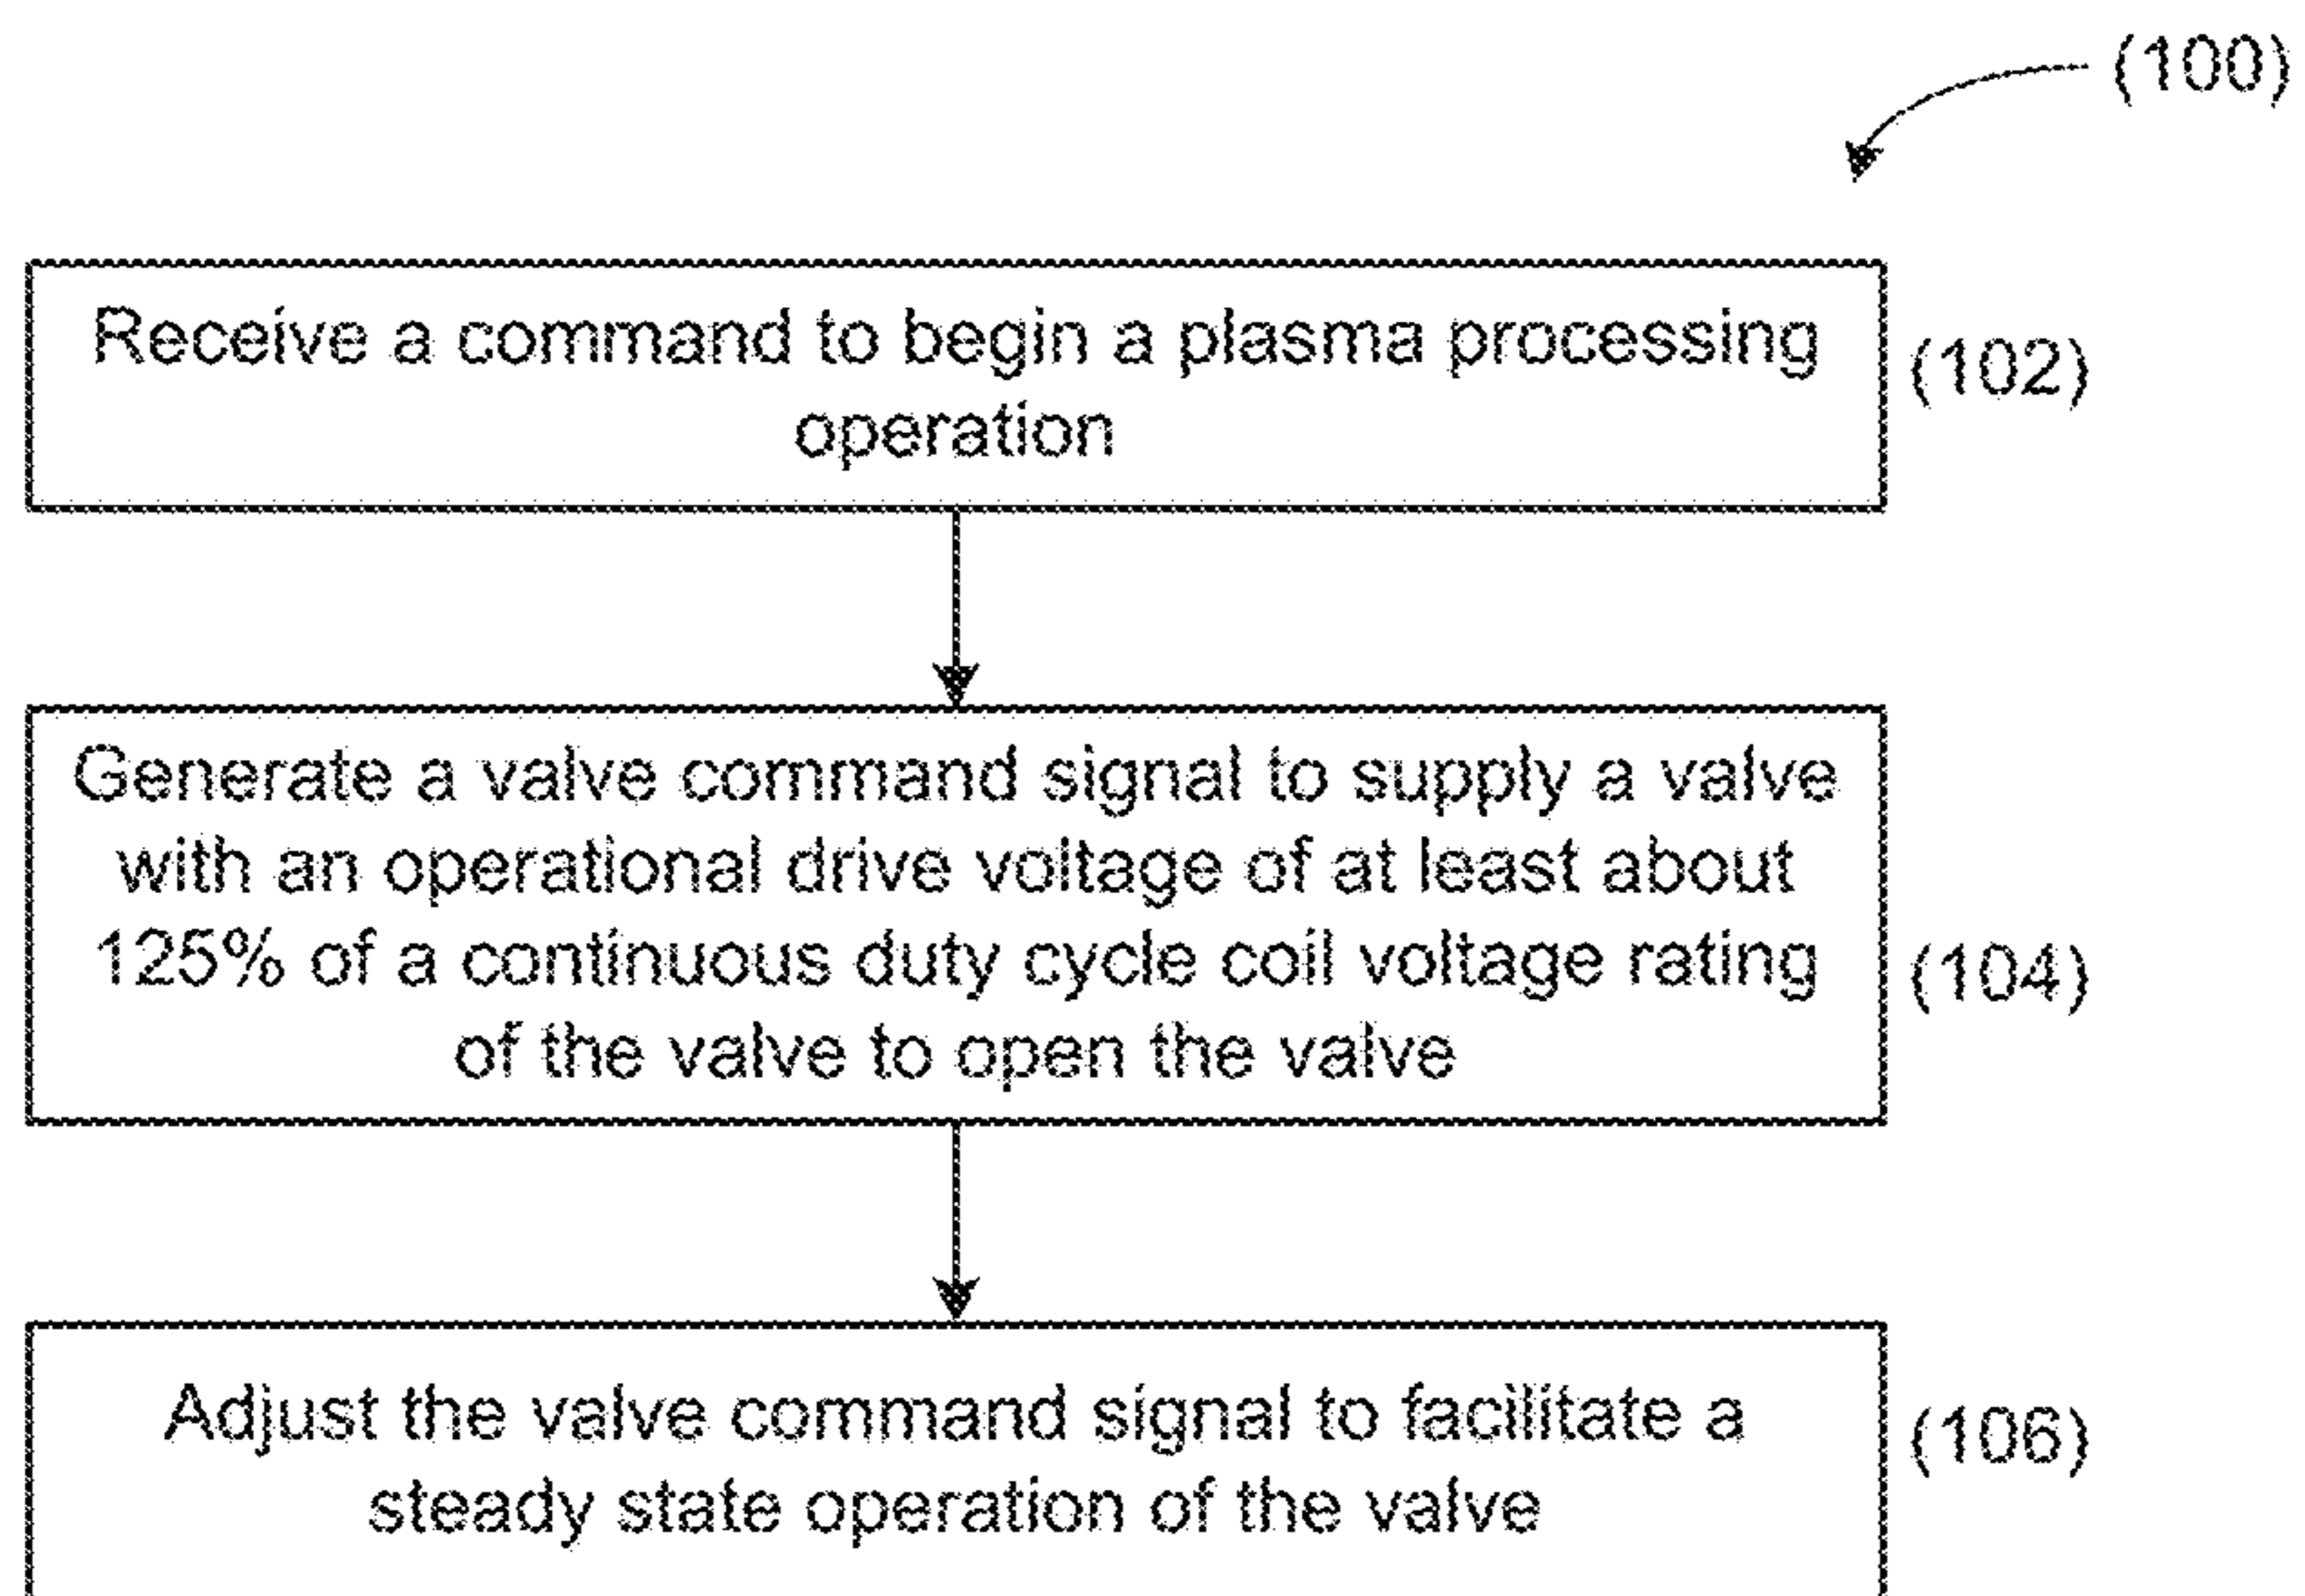 (100)
Receive a command to begin a plasma processing
operation
(102)
Generate a valve command signal to supply a valve
with an operational drive voltage of at least about
125% of a continuous duty cycle coil voltage rating
of the valve to open the valve
(104)
Adjust the valve command signal to facilitate a
steady state operation of the valve
(106)